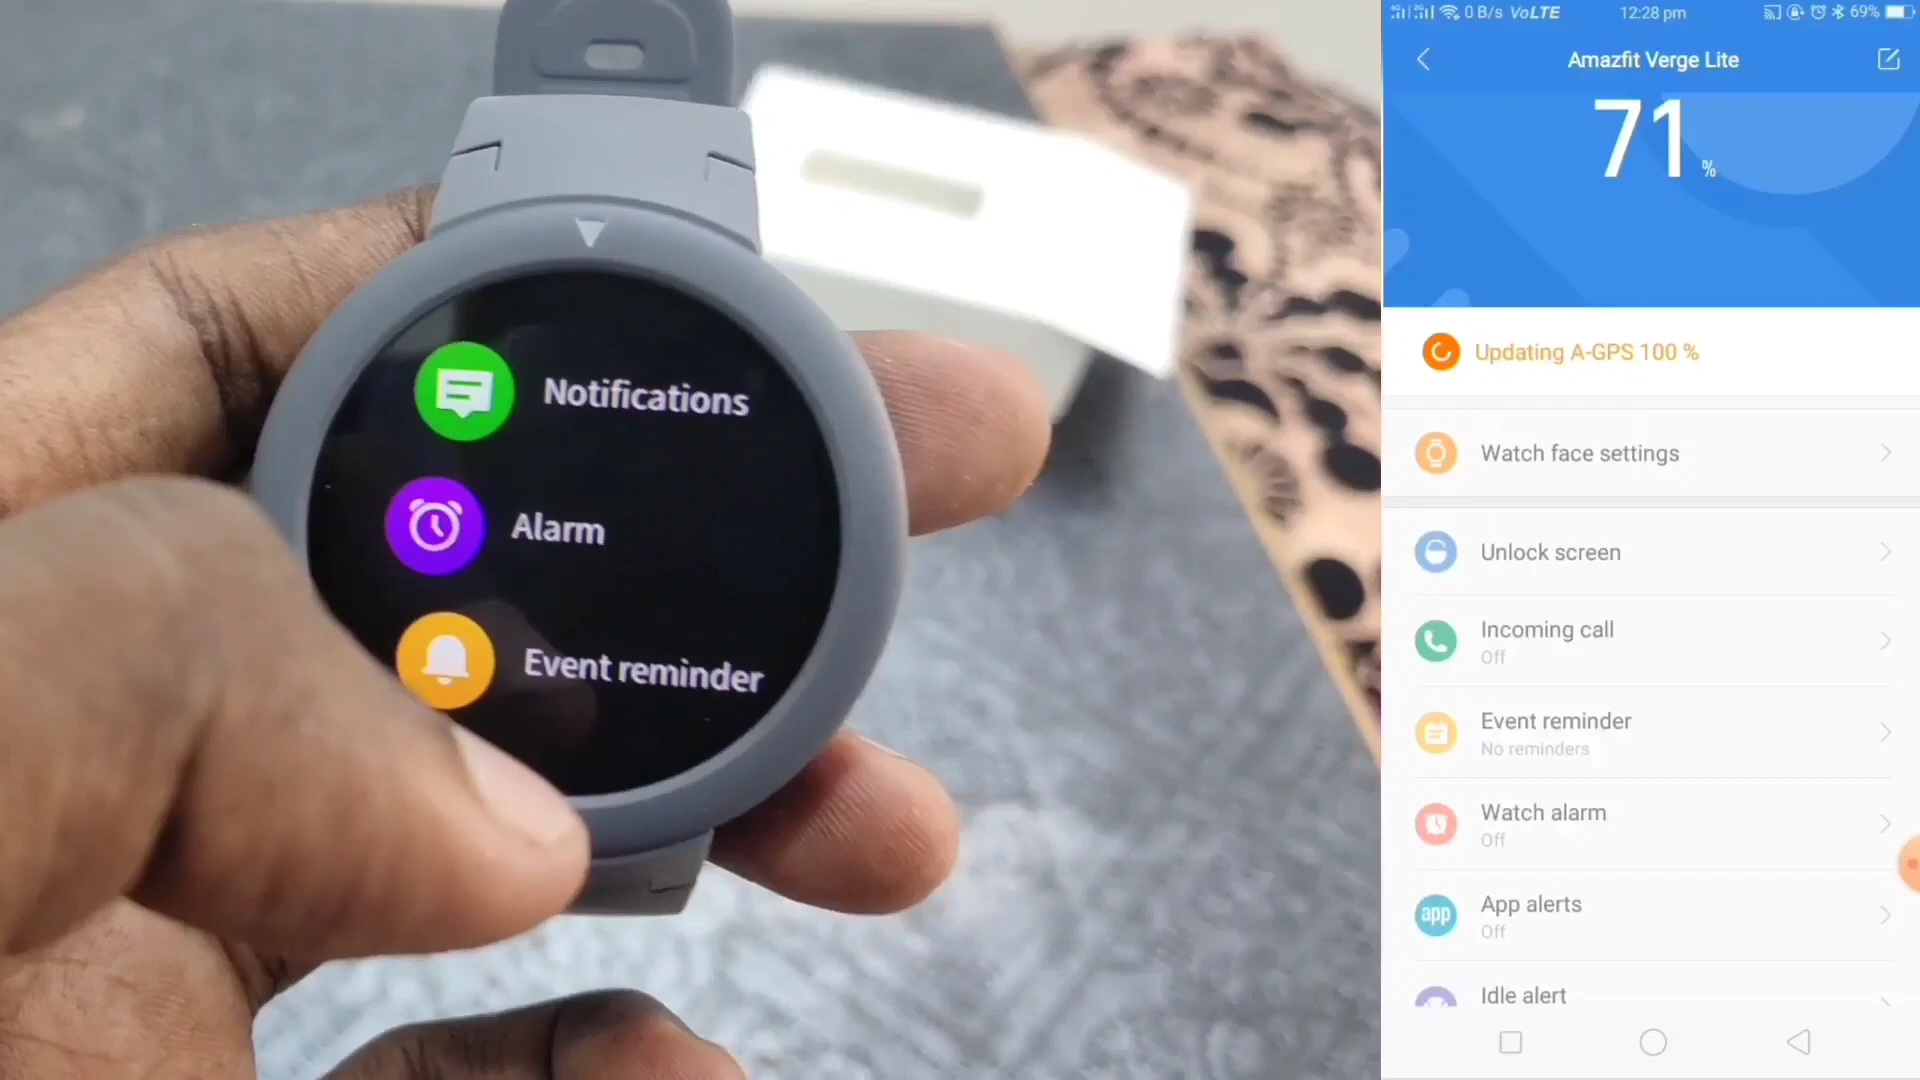 Notifications
Alarm
Event reminder
0 B/s VoLTE 12:28 pm 69%
Amazfit Verge Lite
71 %
Updating A-GPS 100 %
Watch face settings
Unlock screen
Incoming call
Off
Event reminder
No reminders
Watch alarm
Off
app
App alerts
Off
Idle alert